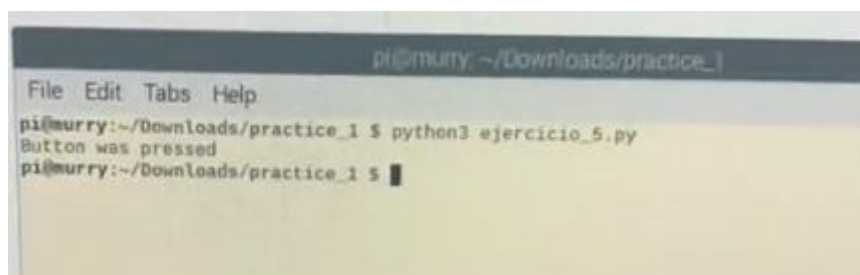 pi@murry: ~/Downloads/practice_1
File Edit Tabs Help
pi@murry:~/Downloads/practice_1 $ python3 ejercicio_5.py
Button was pressed
pi@murry:~/Downloads/practice_1 $